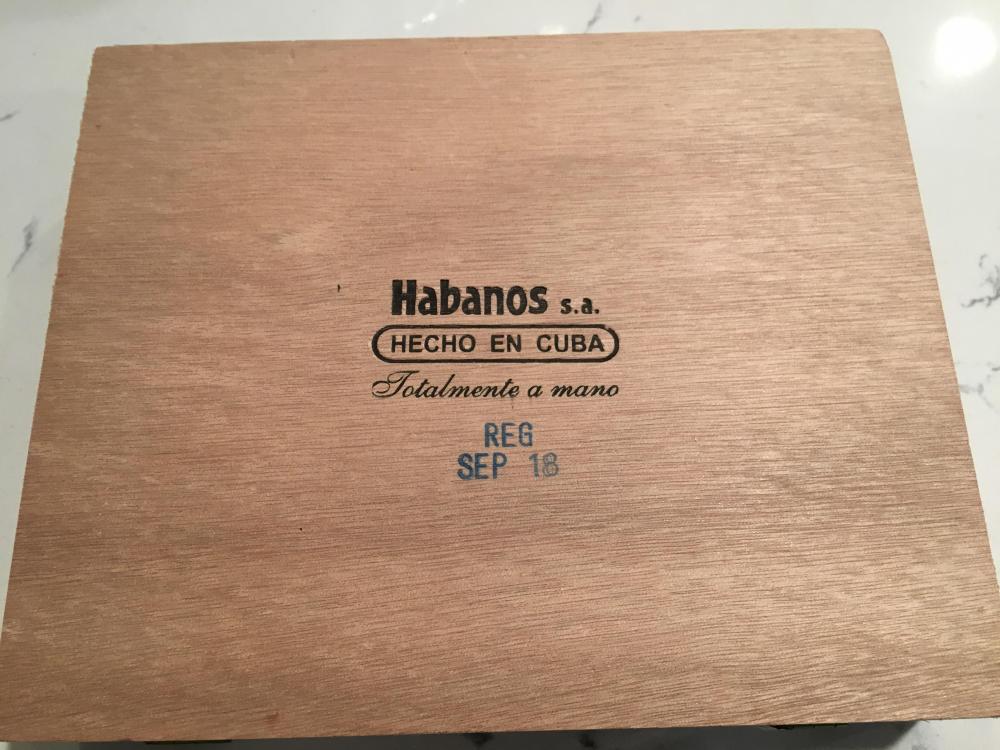 Habanos s.a.
HECHO EN CUBA
Totalmente a mano
REG
SEP 18